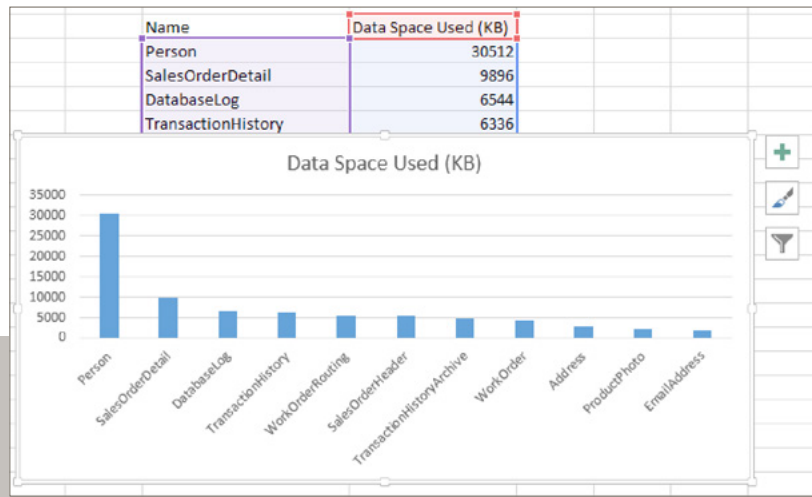 Name Data Space Used (KB)
Person 30512
SalesOrderDetail 9896
DatabaseLog 6544
TransactionHistory 6336
Data Space Used (KB)
35000
30000
25000
20000
15000
10000
5000
0
Person
SalesOrderDetail
DatabaseLog
TransactionHistory
WorkOrderRouting
SalesOrderHeader
TransactionHistoryArchive
WorkOrder
Address
ProductPhoto
EmailAddress